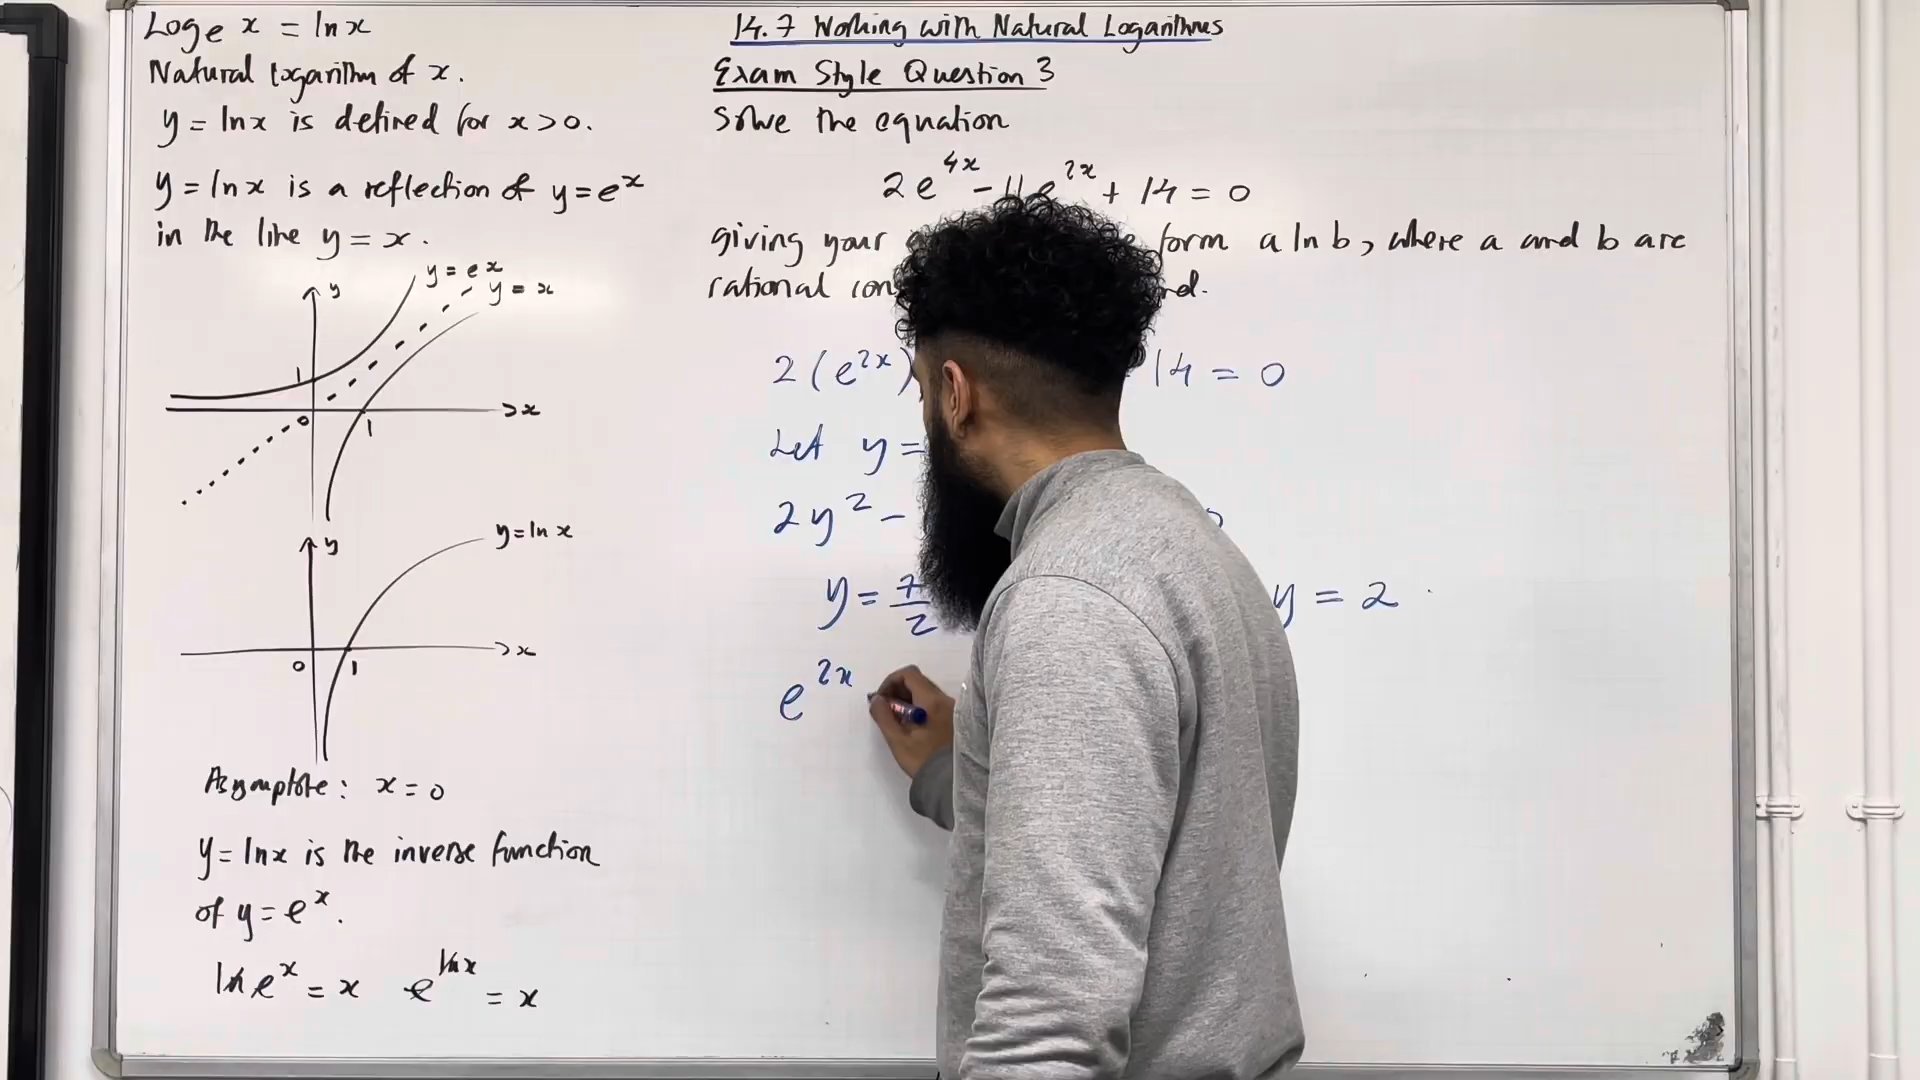 Loge x = ln x
Natural logarithm of x.
y = ln x is defined for x > 0.
y = ln x is a reflection of y = e^x
in the line y = x.
y = e^x
y = x
y
1
0
1
x
y
y = ln x
0
1
x
Asymptote: x = 0
y = ln x is the inverse function
of y = e^x.
ln e^x = x e^ln x = x
14.7 Working with Natural Logarithms
Exam Style Question 3
Solve the equation
2e^4x - 11e^2x + 14 = 0
giving your form a ln b, where a and b are
rational
2(e^2x) 14 = 0
Let y =
2y^2 -
y = 7/2 y = 2
e^2x